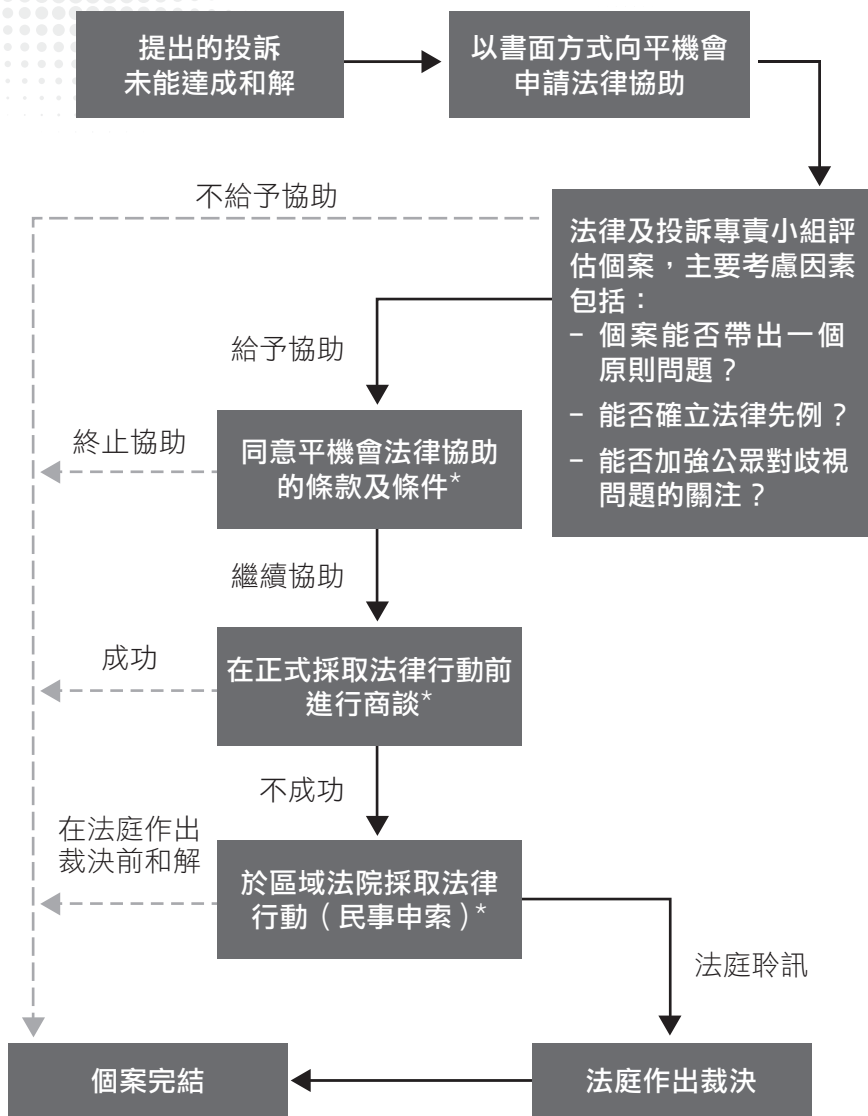 提出的投訴
未能達成和解
以書面方式向平機會
申請法律協助
不給予協助
法律及投訴專責小組評
估個案，主要考慮因素
包括：
– 個案能否帶出一個
原則問題？
– 能否確立法律先例？
– 能否加強公眾對歧視
問題的關注？
給予協助
終止協助
同意平機會法律協助
的條款及條件*
繼續協助
成功
在正式採取法律行動前
進行商談*
不成功
在法庭作出
裁決前和解
於區域法院採取法律
行動（民事申索）*
法庭聆訊
個案完結
法庭作出裁決